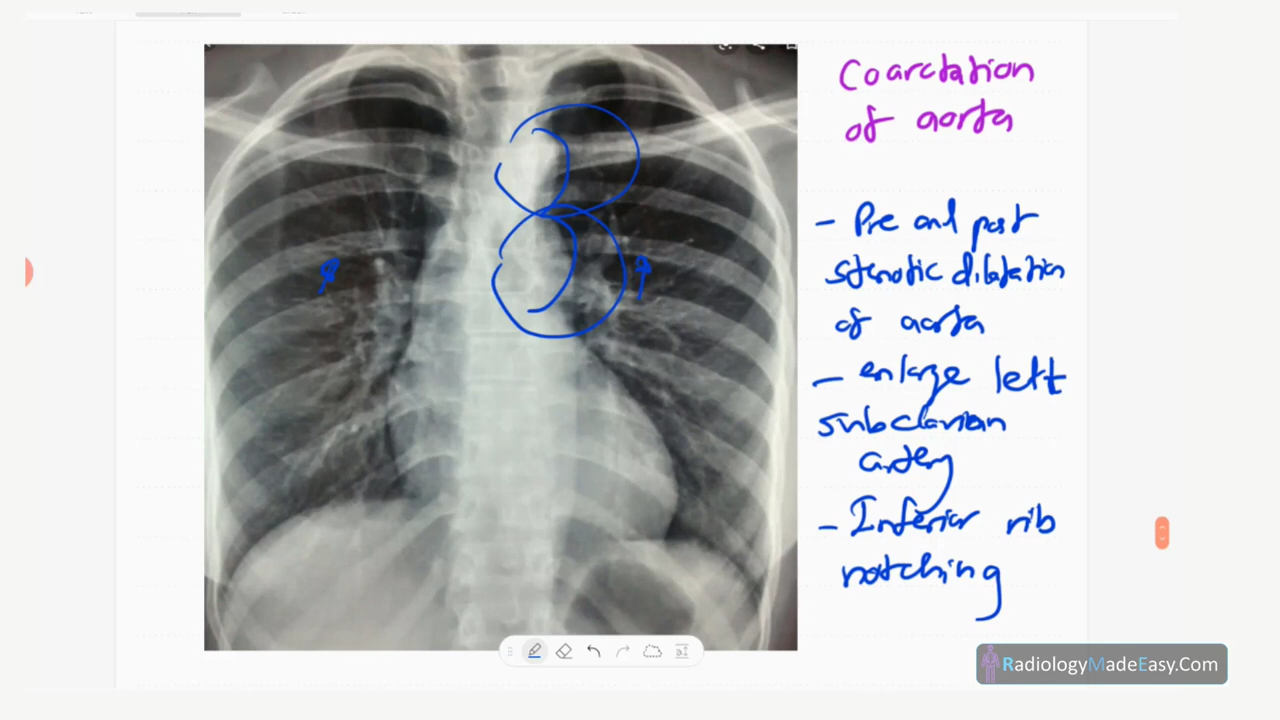 Coarctation
of aorta
- Pre and post
stenotic dilatation
of aorta
- enlarge left
subclavian
artery
- Inferior rib
notching
RadiologyMadeEasy.Com